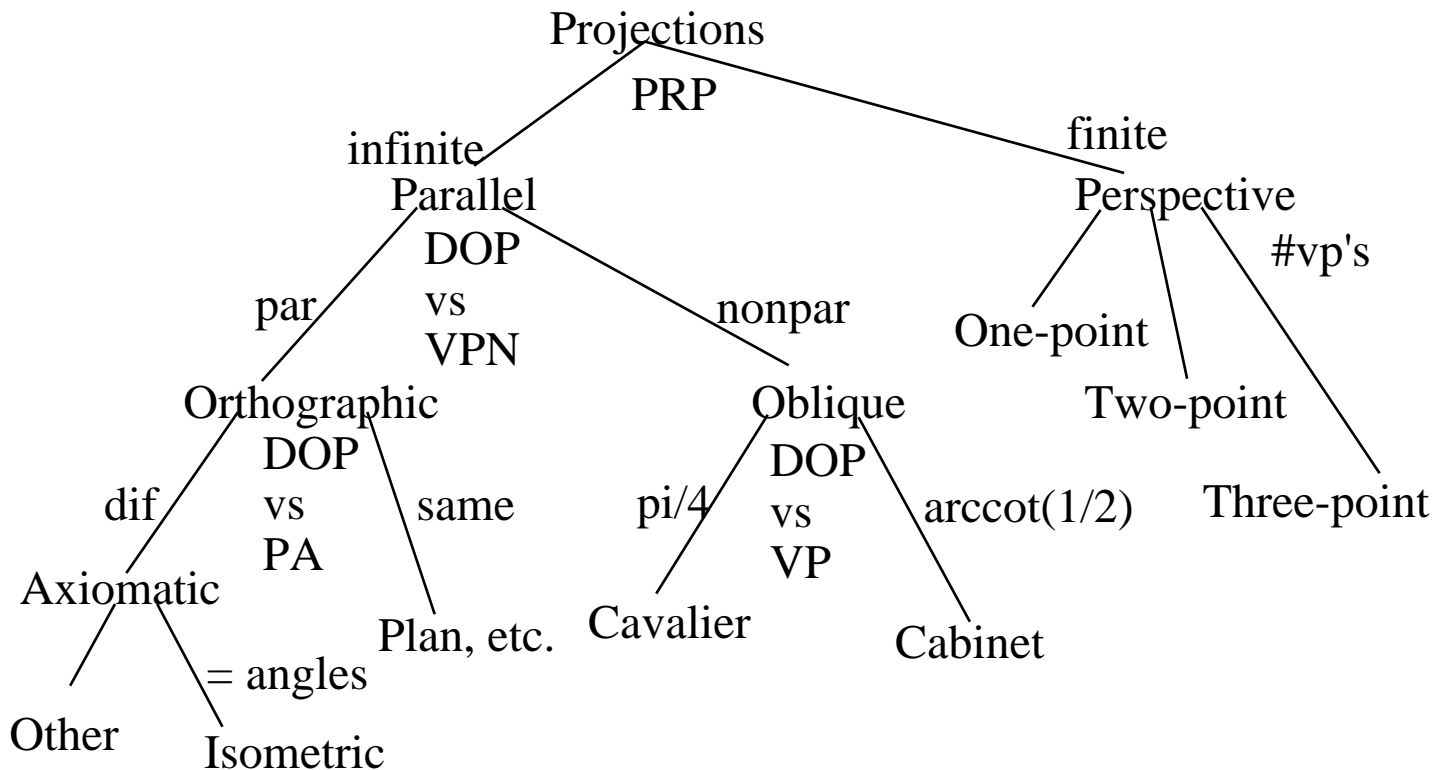 Projections
PRP
infinite
finite
Parallel
Perspective
DOP
vs
VPN
#vp's
par
nonpar
One-point
Orthographic
Oblique
Two-point
DOP
vs
PA
DOP
vs
VP
dif
same
pi/4
arccot(1/2)
Three-point
Axiomatic
Plan, etc.
Cavalier
Cabinet
= angles
Other
Isometric